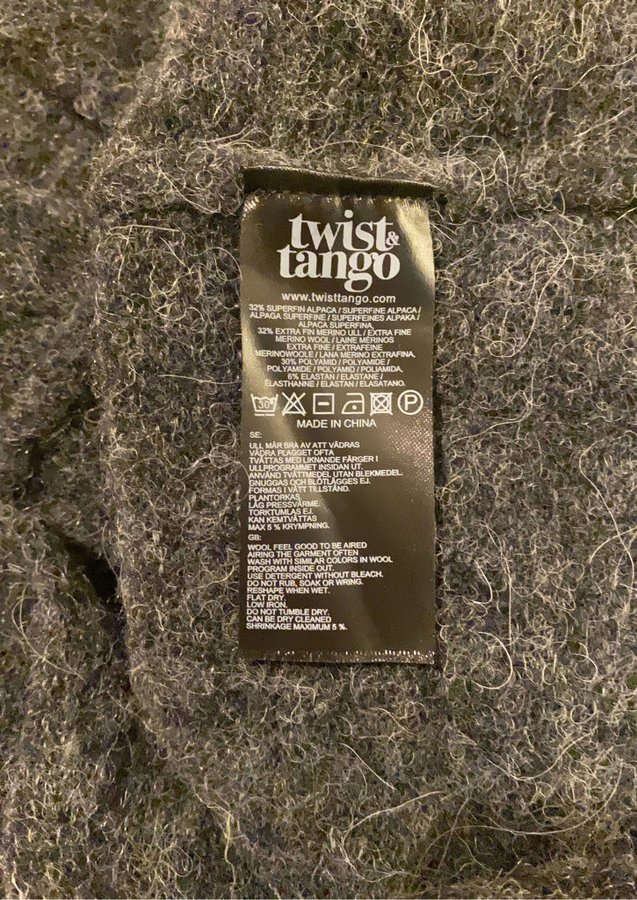 twist&
tango
www.twisttango.com
32% SUPERFIN ALPACA / SUPERFINE ALPACA /
ALPAGA SUPERFINE / SUPERFEINES ALPAKA /
ALPACA SUPERFINA,
32% EXTRA FIN MERINO ULL / EXTRA FINE
MERINO WOOL / LAINE MÉRINOS
EXTRA FINE / EXTRAFEINE
MERINOWOOLE / LANA MERINO EXTRAFINA,
30% POLYAMID / POLYAMIDE /
POLYAMIDE / POLYAMID / POLIAMIDA,
6% ELASTAN / ELASTANE /
ÉLASTHANNE / ELASTAN / ELASATANO.
30 P
MADE IN CHINA
SE:
ULL MÅR BRA AV ATT VÄDRAS
VÄDRA PLAGGET OFTA
TVÄTTAS MED LIKNANDE FÄRGER I
ULLPROGRAMMET INSIDAN UT.
ANVÄND TVÄTTMEDEL UTAN BLEKMEDEL.
GNUGGAS OCH BLÖTLÄGGES EJ.
FORMAS I VÅTT TILLSTÅND.
PLANTORKAS.
LÅG PRESSVÄRME.
TORKTUMLAS EJ.
KAN KEMTVÄTTAS
MAX 5 % KRYMPNING.
GB:
WOOL FEEL GOOD TO BE AIRED
AIRING THE GARMENT OFTEN
WASH WITH SIMILAR COLORS IN WOOL
PROGRAM INSIDE OUT.
USE DETERGENT WITHOUT BLEACH.
DO NOT RUB, SOAK OR WRING.
RESHAPE WHEN WET.
FLAT DRY.
LOW IRON.
DO NOT TUMBLE DRY.
CAN BE DRY CLEANED
SHRINKAGE MAXIMUM 5 %.